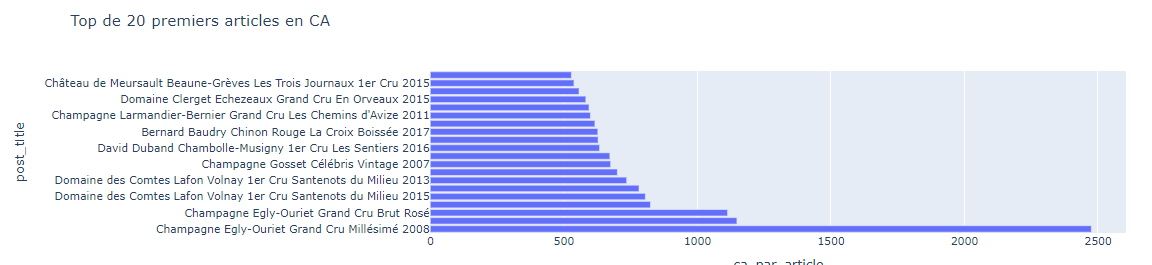 Top de 20 premiers articles en CA
Château de Meursault Beaune-Grèves Les Trois Journaux 1er Cru 2015
Domaine Clerget Echezeaux Grand Cru En Orveaux 2015
Champagne Larmandier-Bernier Grand Cru Les Chemins d'Avize 2011
Bernard Baudry Chinon Rouge La Croix Boissée 2017
David Duband Chambolle-Musigny 1er Cru Les Sentiers 2016
Champagne Gosset Célébris Vintage 2007
Domaine des Comtes Lafon Volnay 1er Cru Santenots du Milieu 2013
Domaine des Comtes Lafon Volnay 1er Cru Santenots du Milieu 2015
Champagne Egly-Ouriet Grand Cru Brut Rosé
Champagne Egly-Ouriet Grand Cru Millésimé 2008
post_title
0 500 1000 1500 2000 2500
ca_par_article